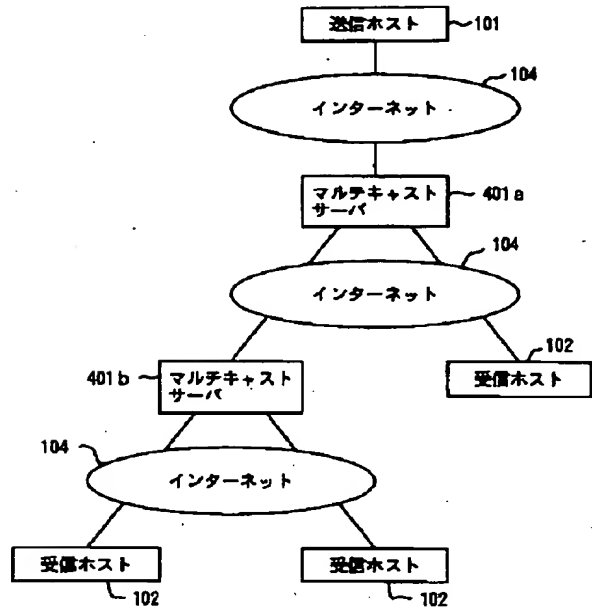 送信ホスト 101
104
インターネット
マルチキャスト
サーバ
401a
104
インターネット
102
401b
マルチキャスト
サーバ
受信ホスト
104
インターネット
受信ホスト
受信ホスト
102
102